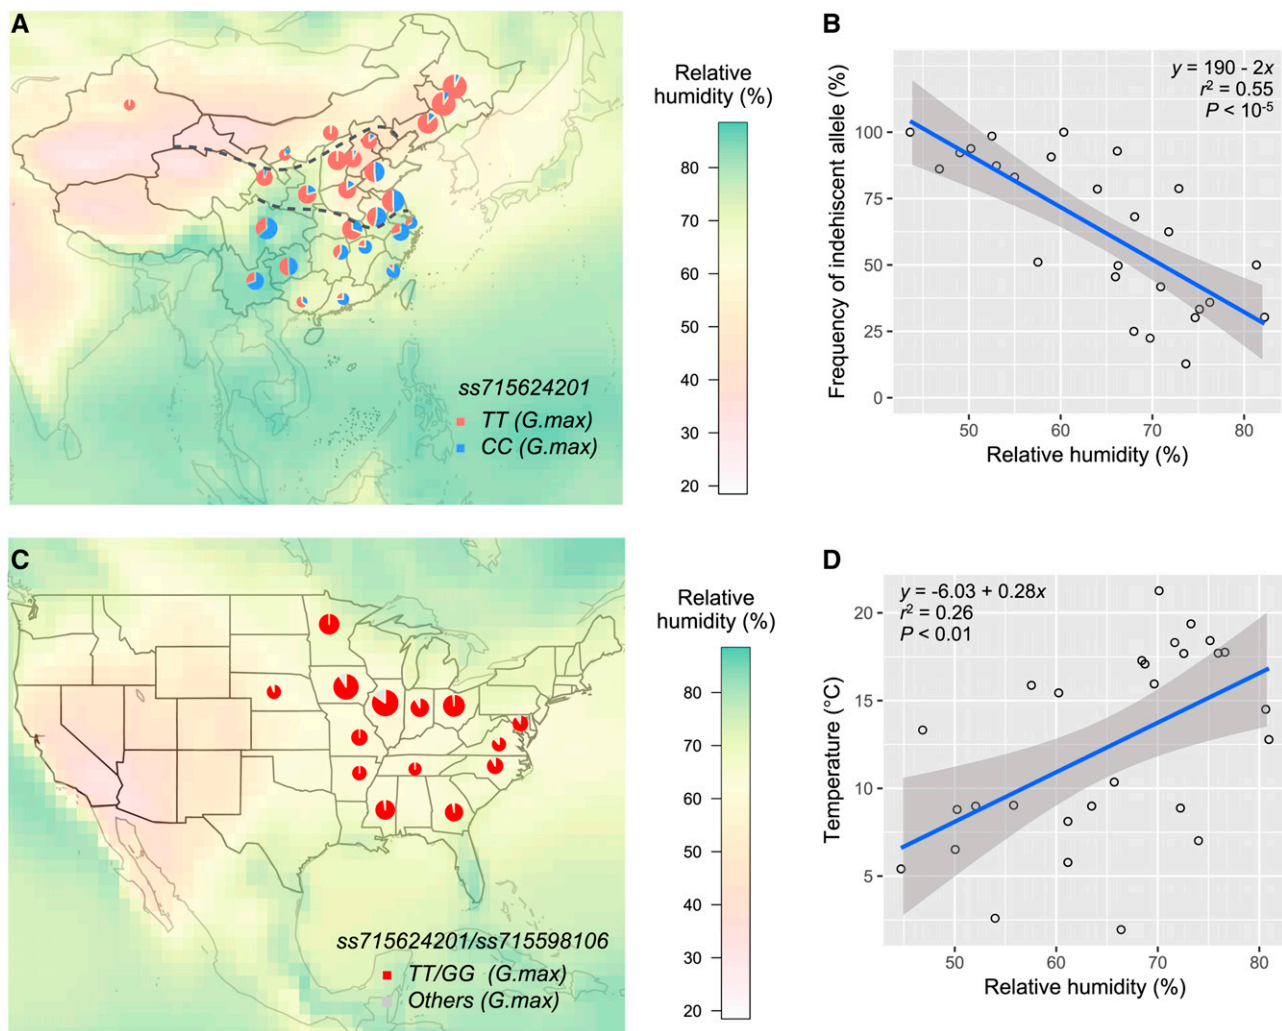 A
Relative
humidity (%)
80
70
60
50
40
30
20
ss715624201
TT (G.max)
CC (G.max)
B
y = 190 - 2x
r² = 0.55
P < 10⁻⁵
Frequency of indehiscent allele (%)
100
75
50
25
0
50
60
70
80
Relative humidity (%)
C
Relative
humidity (%)
80
70
60
50
40
30
20
ss715624201/ss715598106
TT/GG (G.max)
Others (G.max)
D
y = -6.03 + 0.28x
r² = 0.26
P < 0.01
Temperature (°C)
20
15
10
5
50
60
70
80
Relative humidity (%)